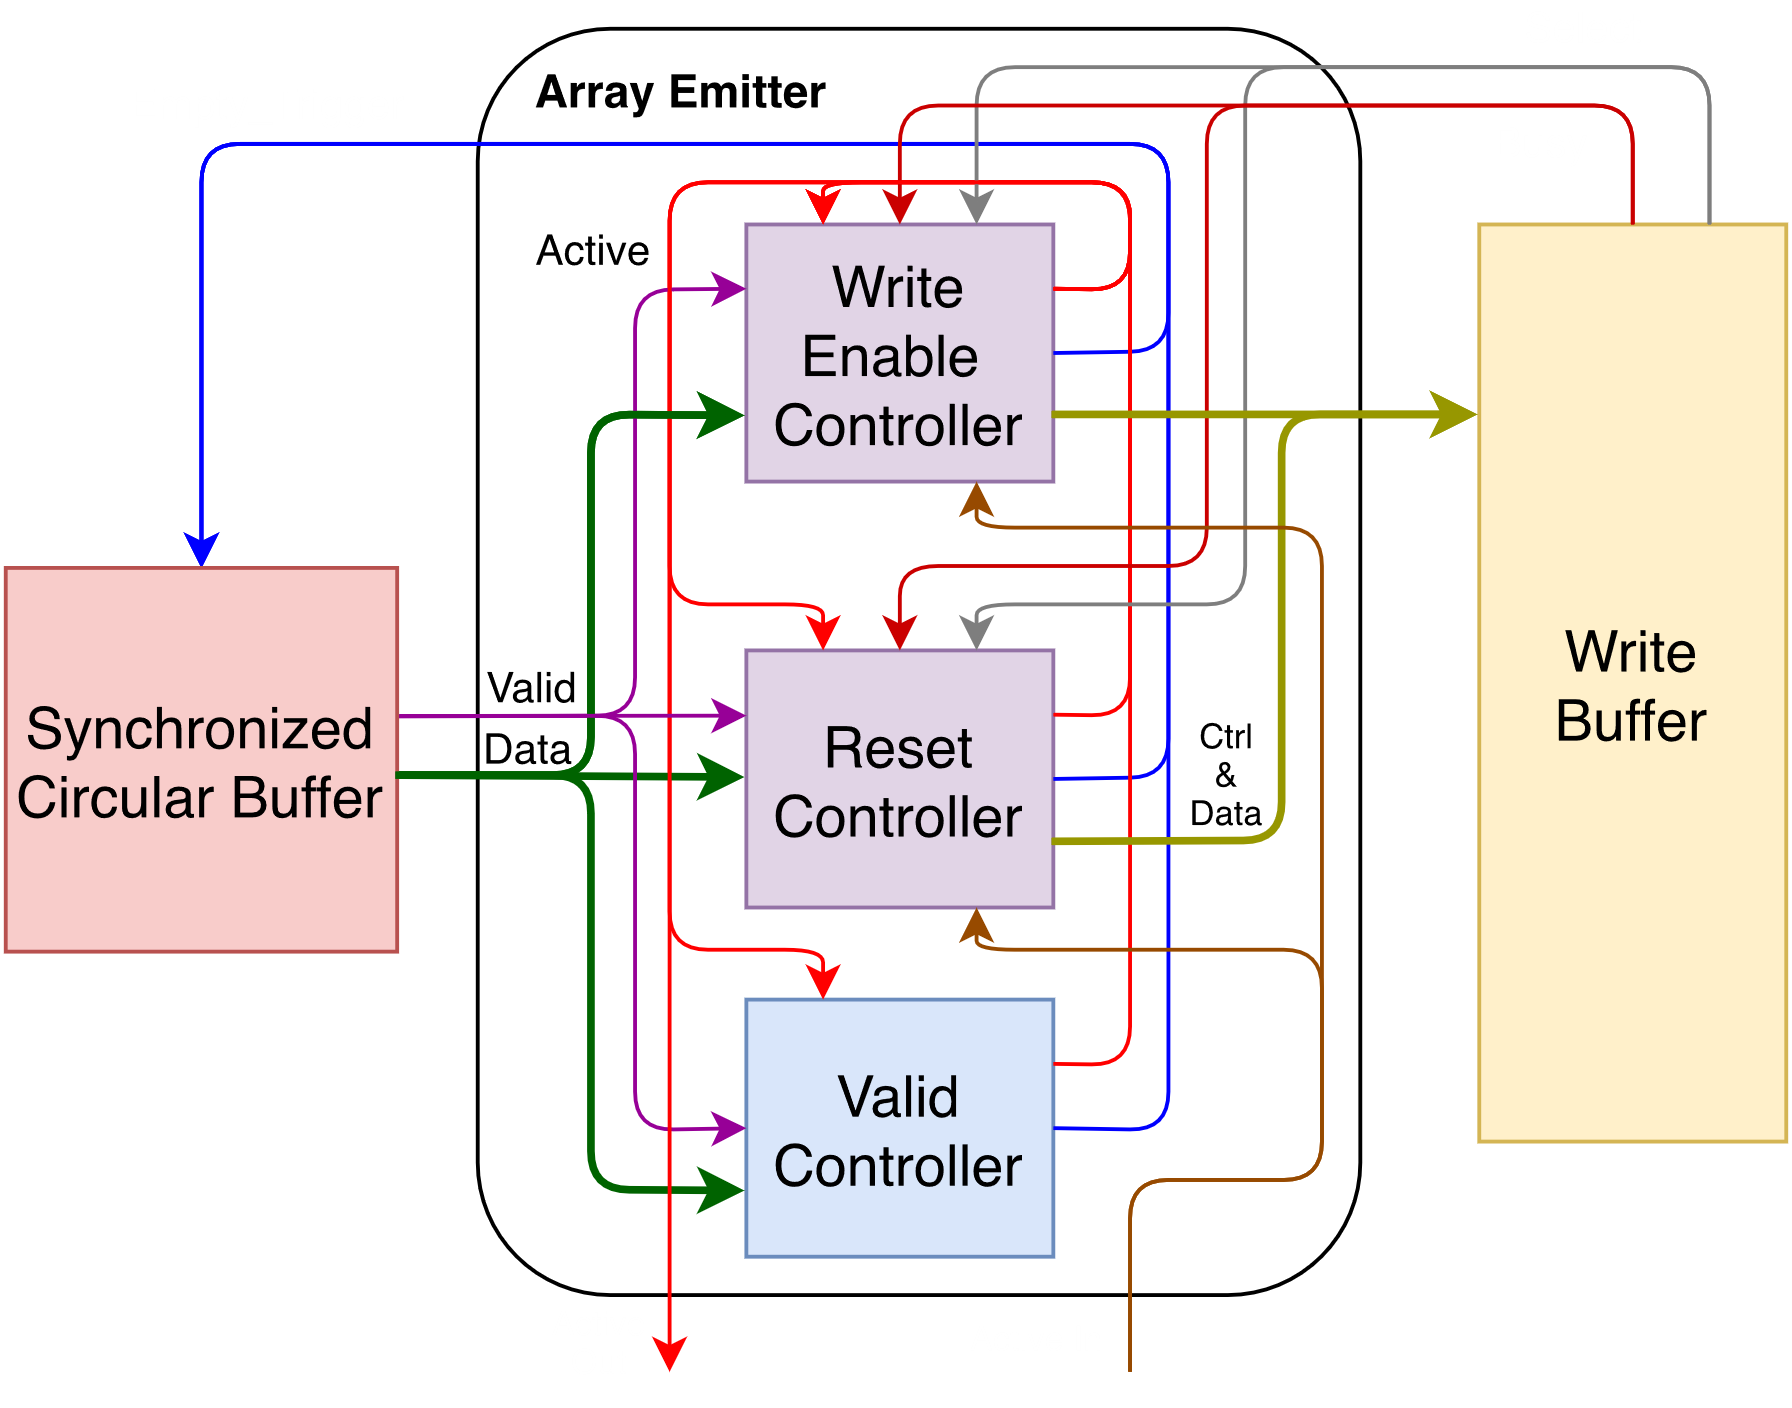 Array Emitter
Active
Write
Enable
Controller
Valid
Data
Synchronized
Circular Buffer
Reset
Controller
Ctrl
&
Data
Write
Buffer
Valid
Controller